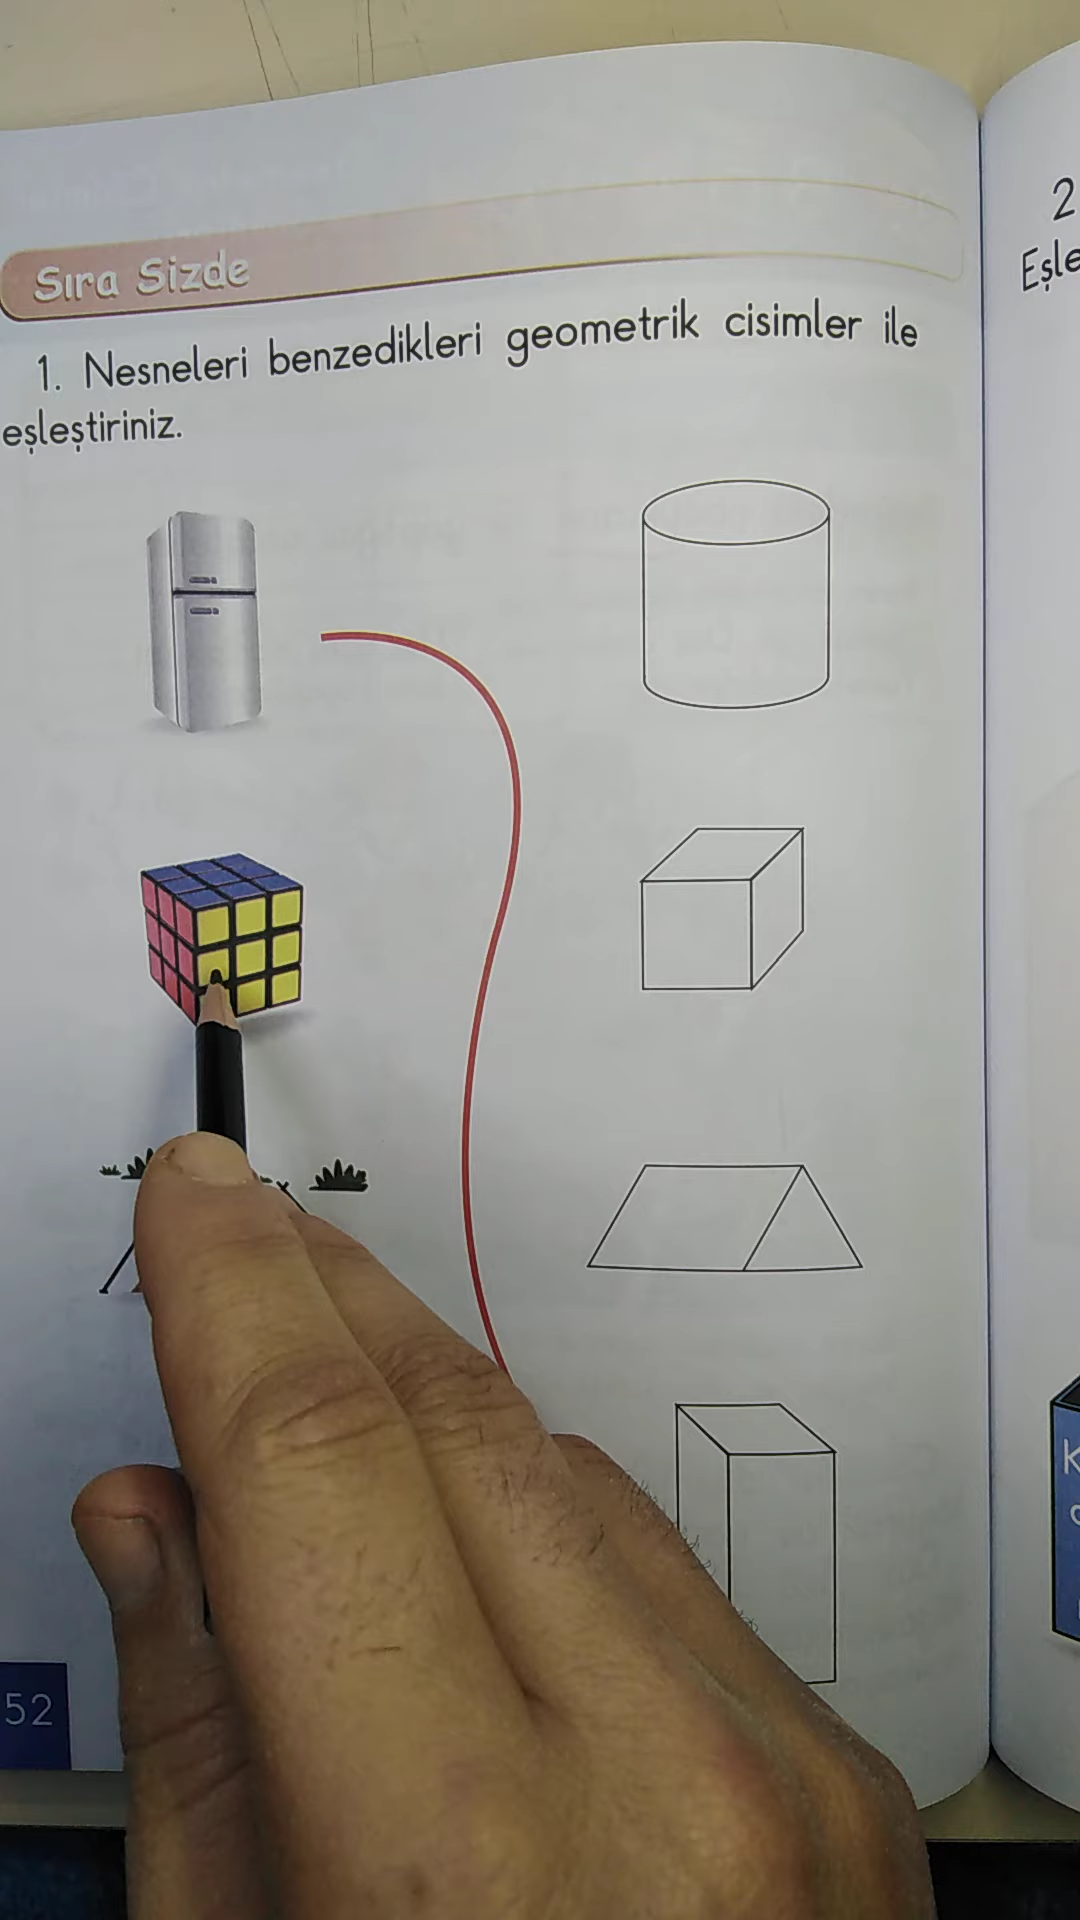 Sıra Sizde
1. Nesneleri benzedikleri geometrik cisimler ile
eşleştiriniz.
52
2